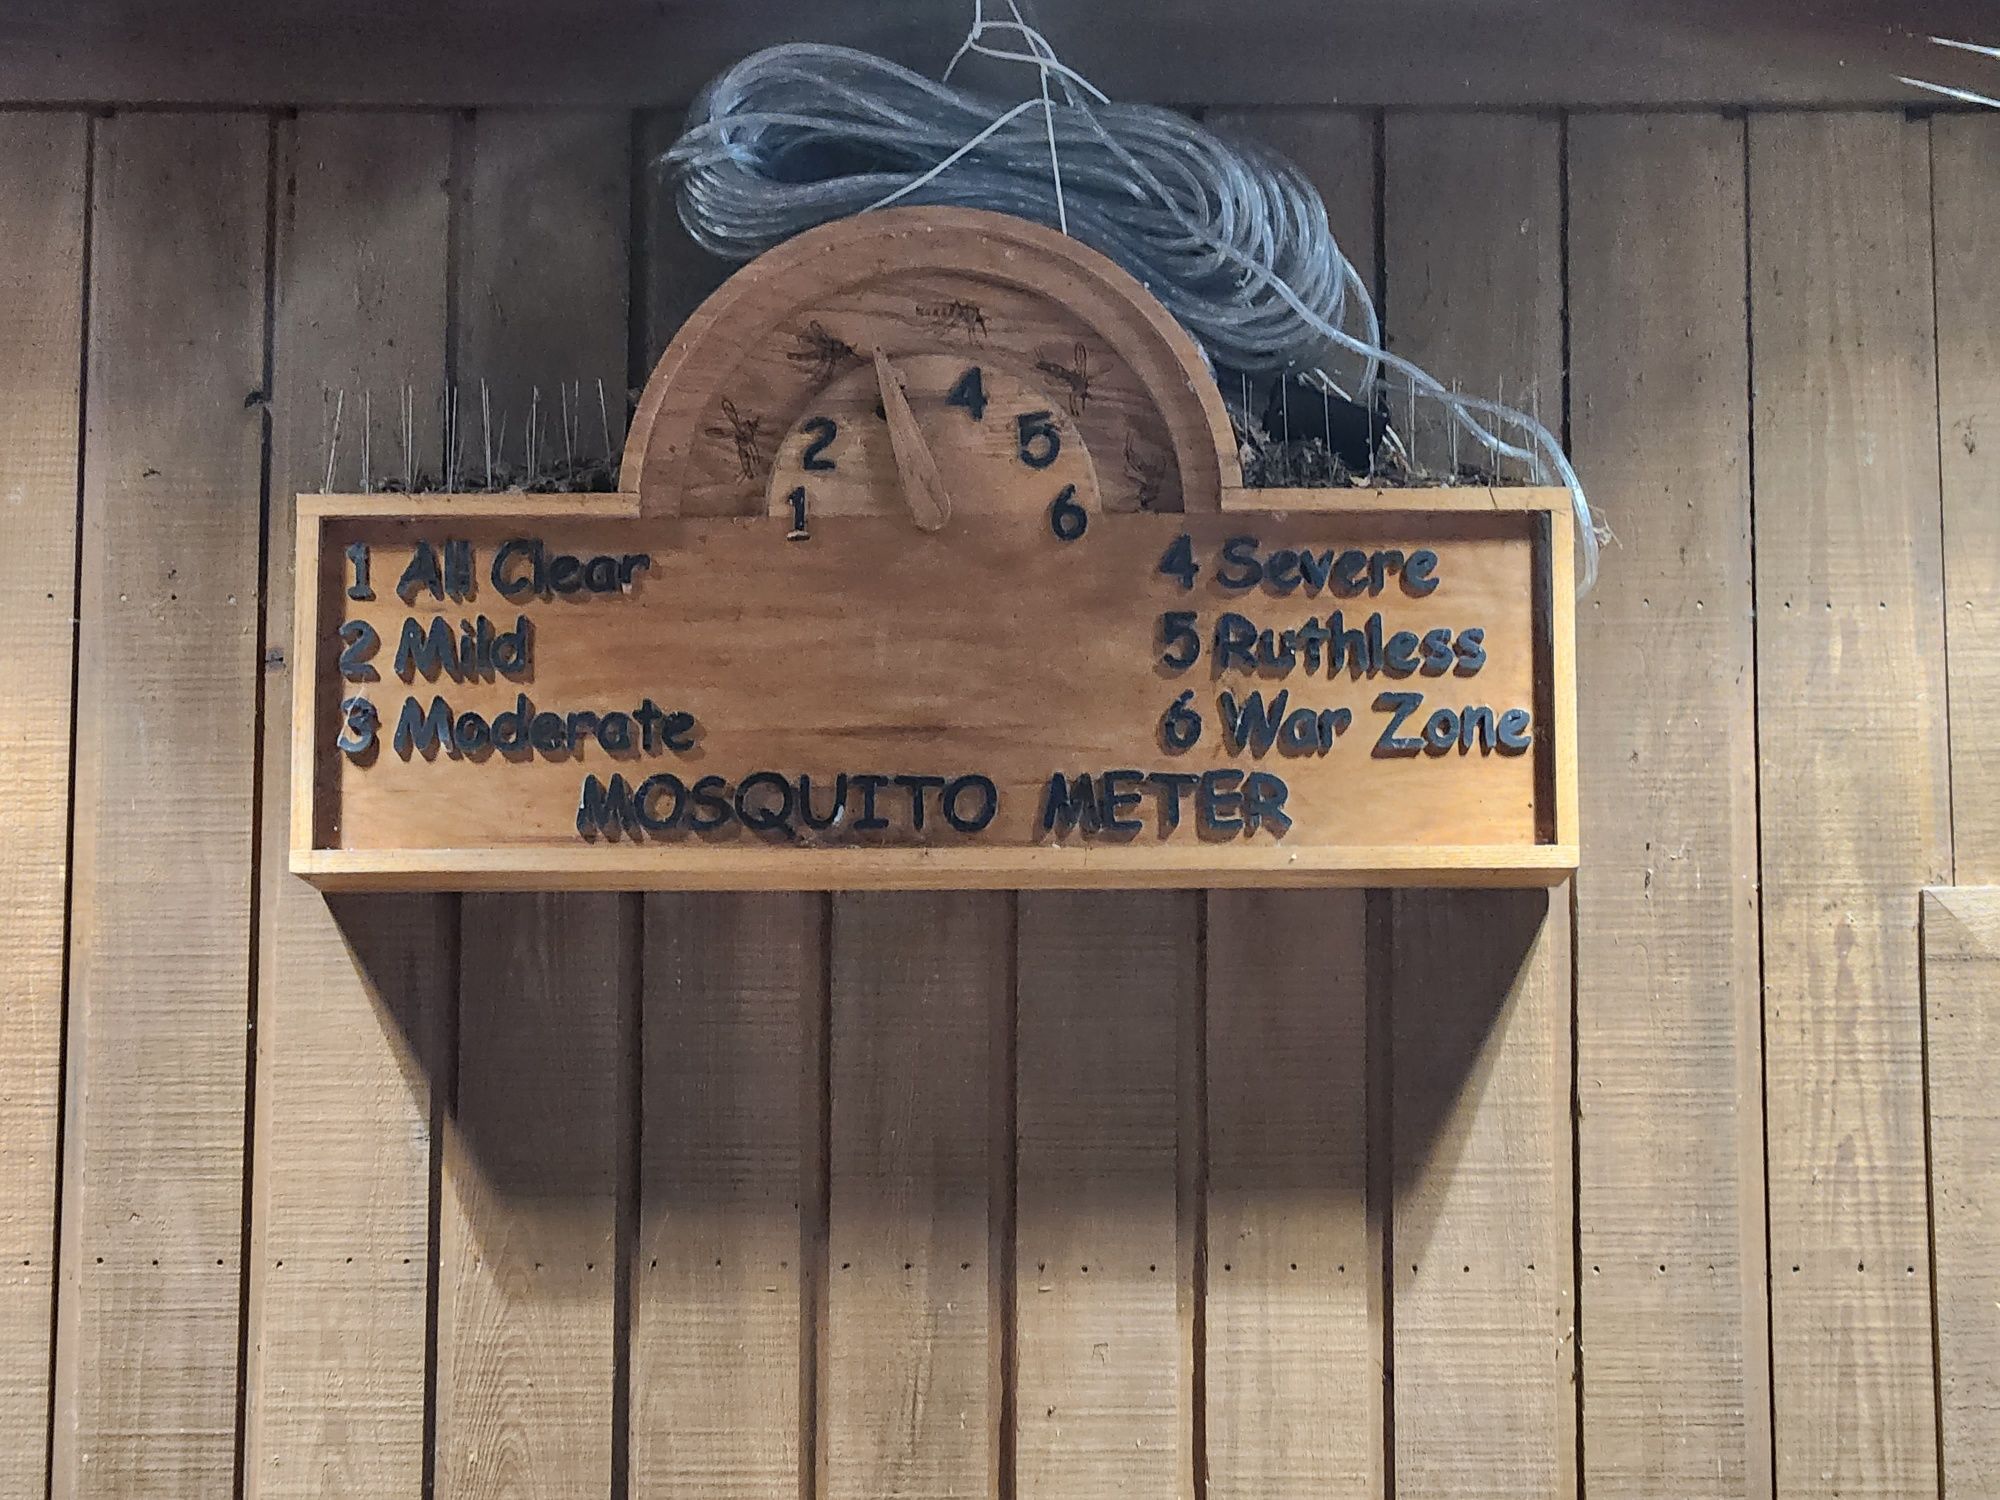 4
2
5
1
6
1 All Clear
2 Mild
3 Moderate
4 Severe
5 Ruthless
6 War Zone
MOSQUITO METER